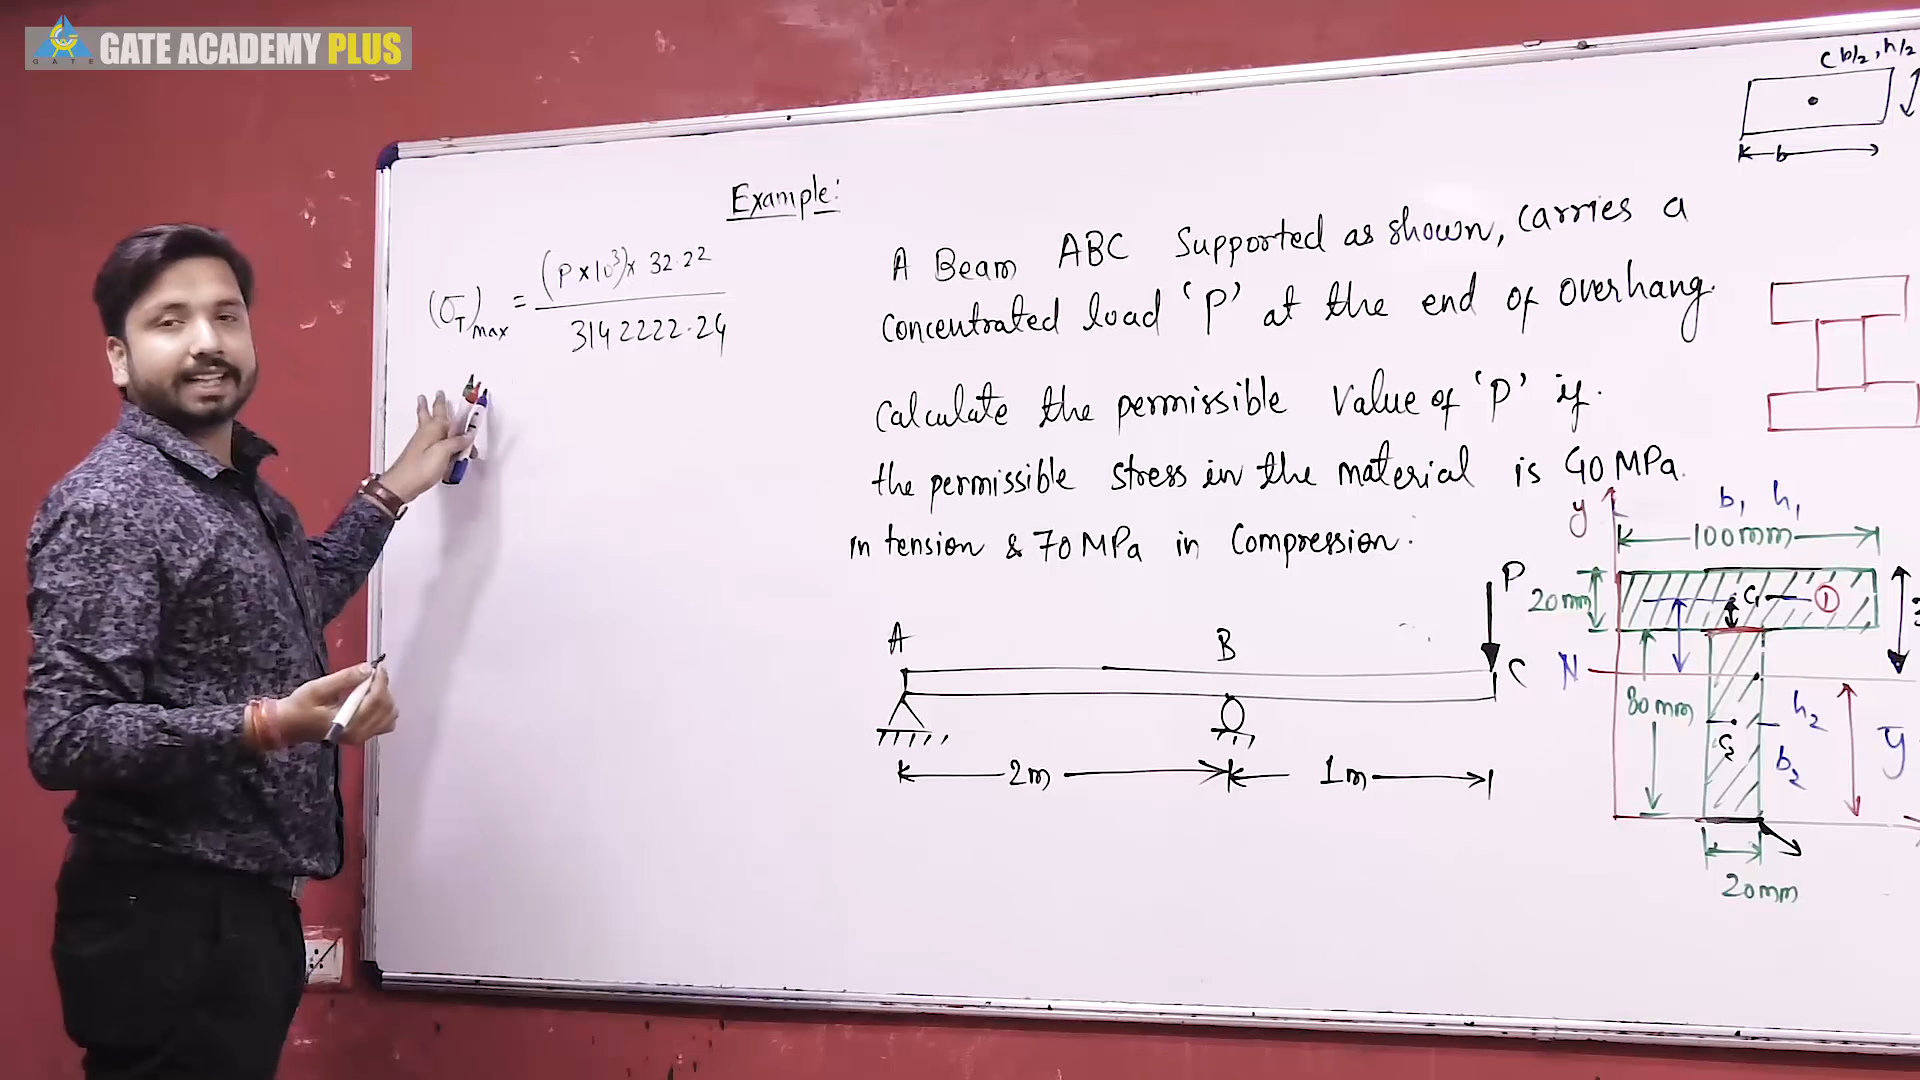 GATE
GATE ACADEMY PLUS
(b/2, h/2
b
Example:
(σT)max = (P×10³)× 32.22
3142222.24
A Beam ABC Supported as shown, carries a
concentrated load 'P' at the end of overhang.
Calculate the permissible value of 'P' if.
the permissible stress in the material is 40 MPa.
in tension & 70 MPa in Compression.
y
b1 h1
100mm
P
20mm
C1
1
A
B
C
N
80mm
h2
C2
b2
y
2m
1m
20mm